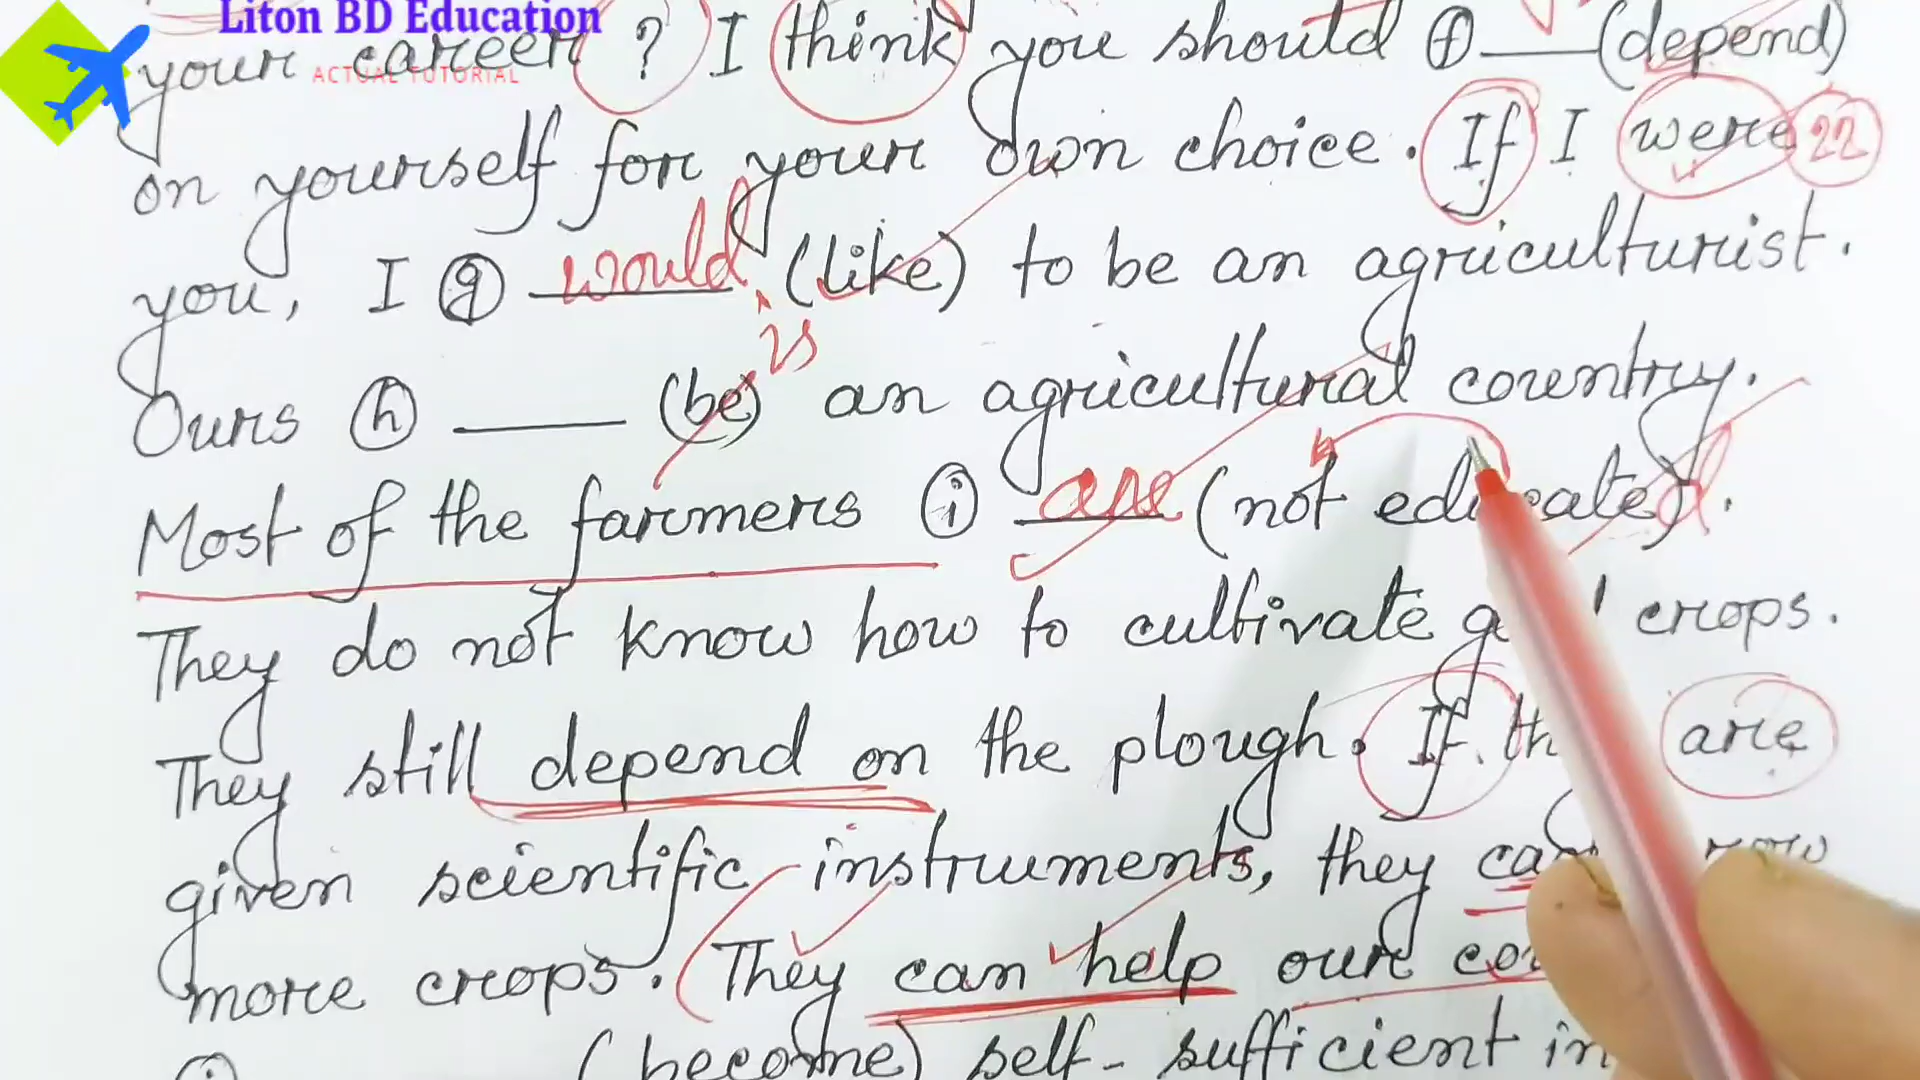 Liton BD Education
ACTUAL TUTORIAL
your career? I think you should (f) ____ (depend)
on yourself for your own choice. If I were 22
you, I (g) would (like) to be an agriculturist.
is
Ours (h) ____ (be) an agricultural country.
Most of the farmers (i) are (not educated).
They do not know how to cultivate crops.
They still depend on the plough. If are
given scientific instruments, they
more crops. They can help our
(become) self-sufficient in